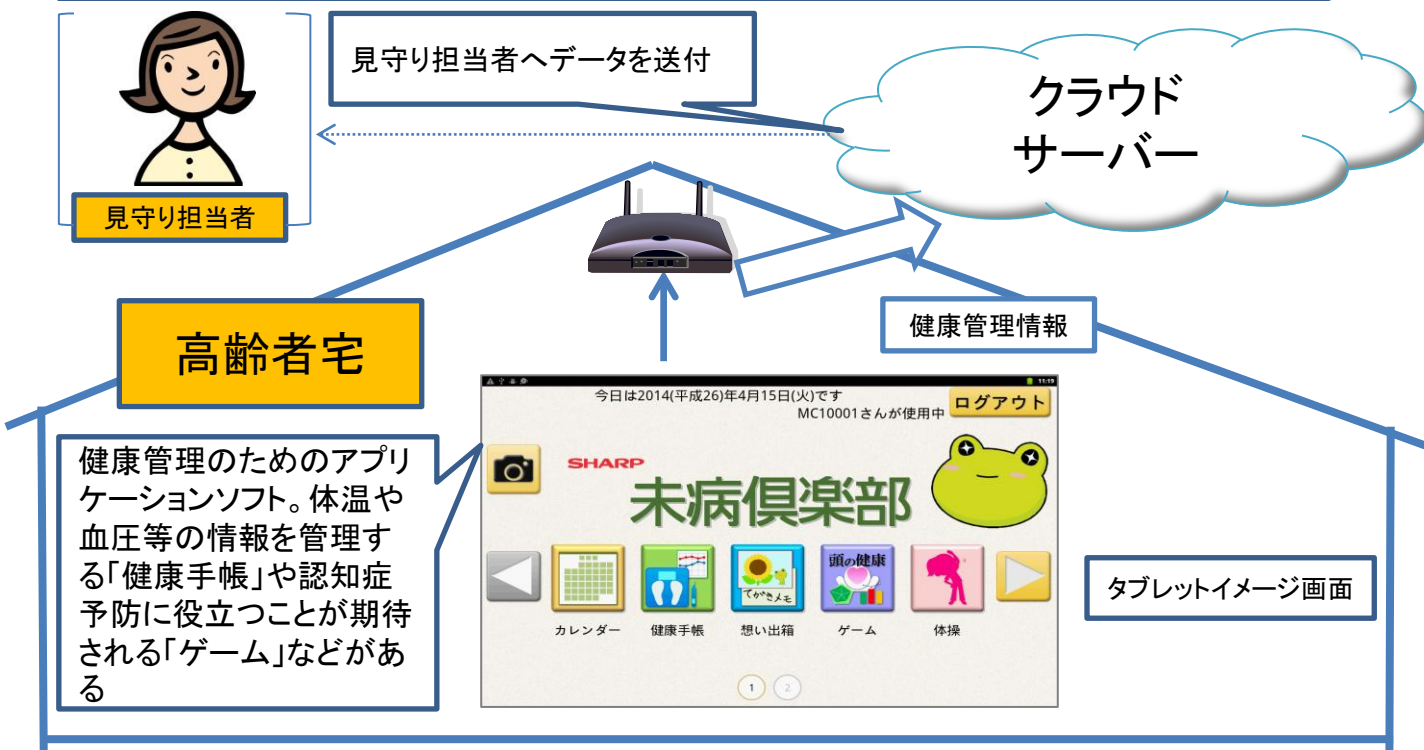 見守り担当者へデータを送付
クラウド
サーバー
見守り担当者
高齢者宅
健康管理情報
健康管理のためのアプリ
ケーションソフト。体温や
血圧等の情報を管理す
る「健康手帳」や認知症
予防に役立つことが期待
される「ゲーム」などがあ
る
11:19
今日は2014(平成26)年4月15日(火)です
MC10001さんが使用中
ログアウト
SHARP
未病倶楽部
頭の健康
てがきメモ
カレンダー
健康手帳
想い出箱
ゲーム
体操
1
2
タブレットイメージ画面